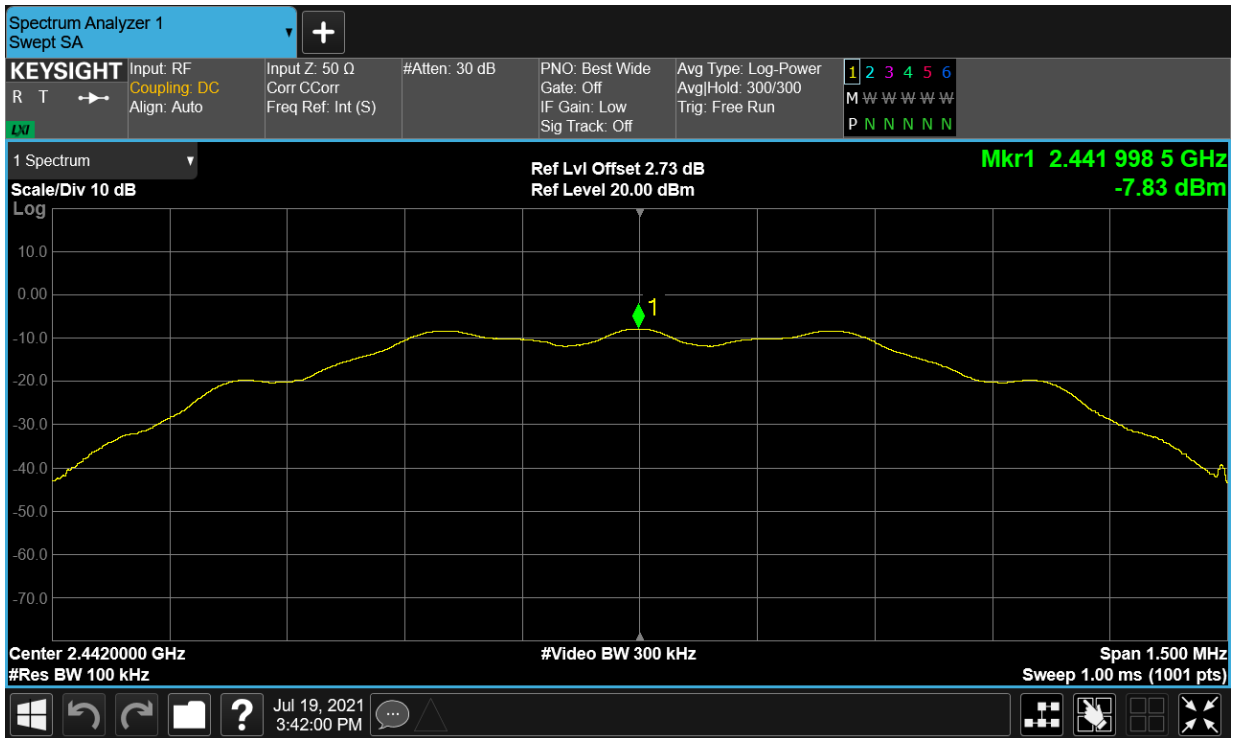 Spectrum Analyzer 1
Swept SA
KEYSIGHT
R T
LXI
Input: RF
Coupling: DC
Align: Auto
Input Z: 50 Ω
Corr CCorr
Freq Ref: Int (S)
#Atten: 30 dB
PNO: Best Wide
Gate: Off
IF Gain: Low
Sig Track: Off
Avg Type: Log-Power
Avg|Hold: 300/300
Trig: Free Run
1 2 3 4 5 6
M W W W W W
P N N N N N
1 Spectrum
Scale/Div 10 dB
Log
Ref Lvl Offset 2.73 dB
Ref Level 20.00 dBm
Mkr1 2.441 998 5 GHz
-7.83 dBm
10.0
0.00
1
-10.0
-20.0
-30.0
-40.0
-50.0
-60.0
-70.0
Center 2.4420000 GHz
#Res BW 100 kHz
#Video BW 300 kHz
Span 1.500 MHz
Sweep 1.00 ms (1001 pts)
?
Jul 19, 2021
3:42:00 PM